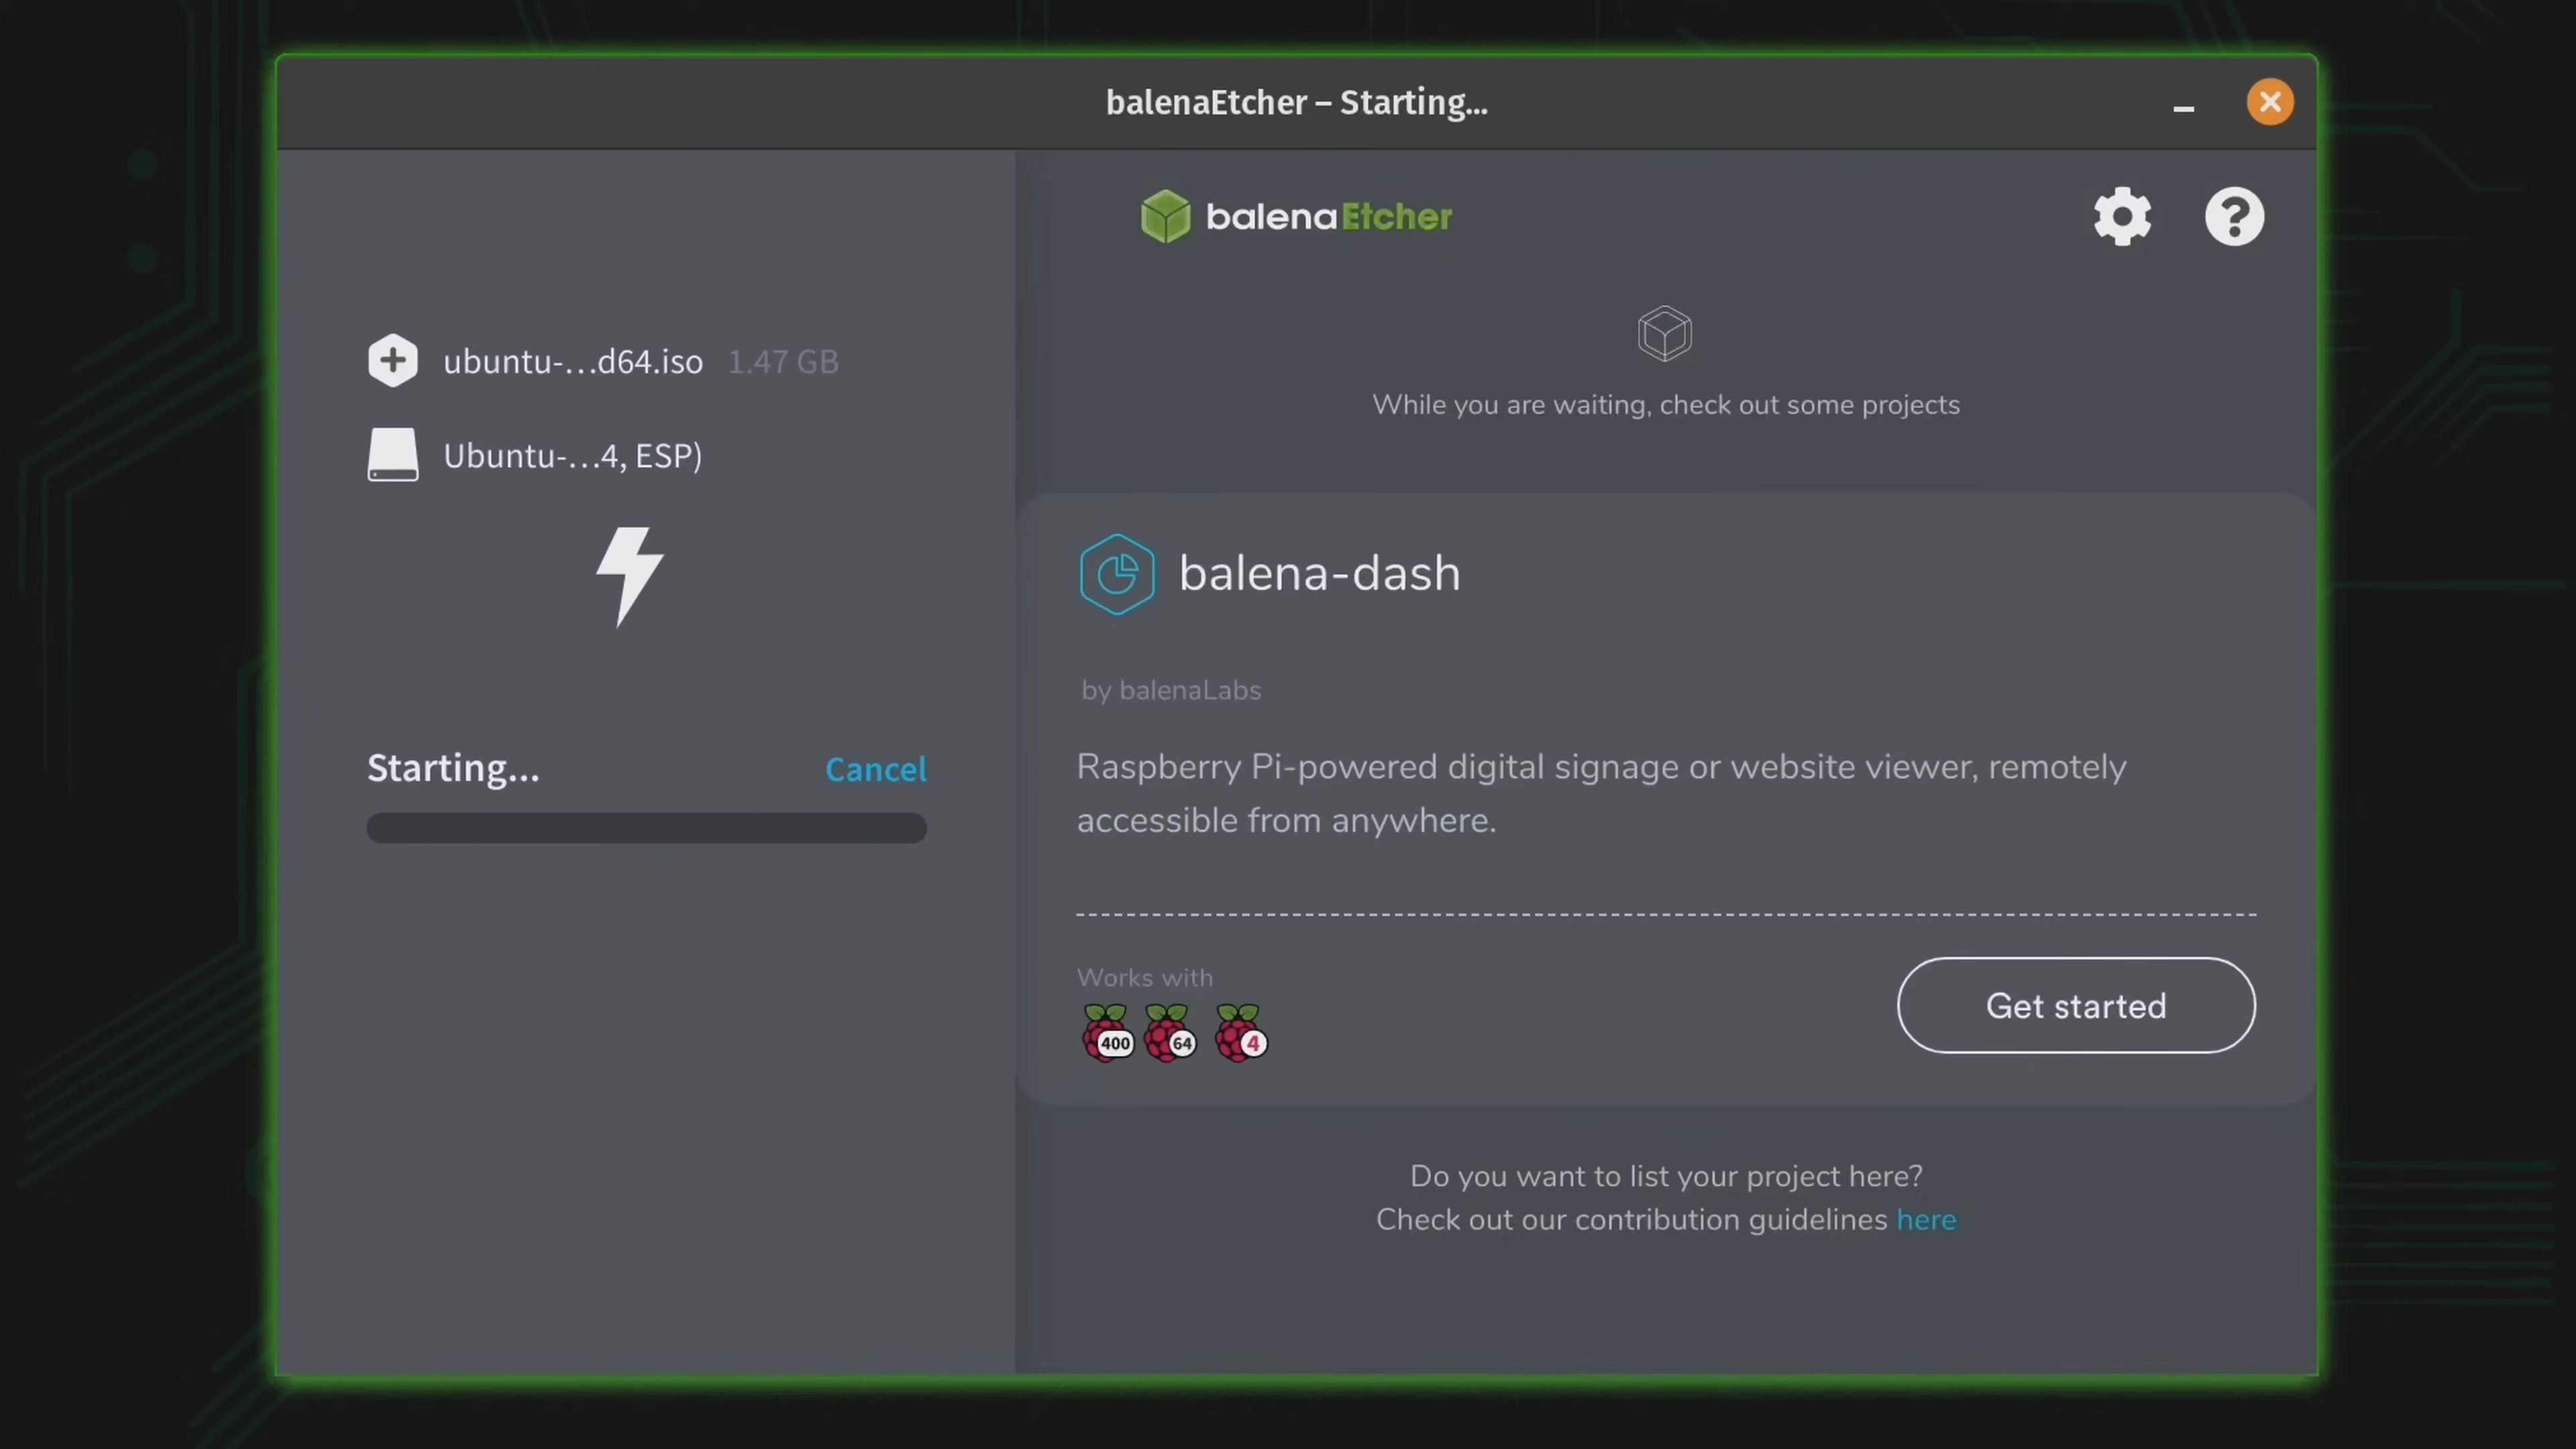 balenaEtcher – Starting...
ubuntu-...d64.iso 1.47 GB
Ubuntu-...4, ESP)
Starting...
Cancel
balenaEtcher
While you are waiting, check out some projects
balena-dash
by balenaLabs
Raspberry Pi-powered digital signage or website viewer, remotely
accessible from anywhere.
Works with
400 64 4
Get started
Do you want to list your project here?
Check out our contribution guidelines here